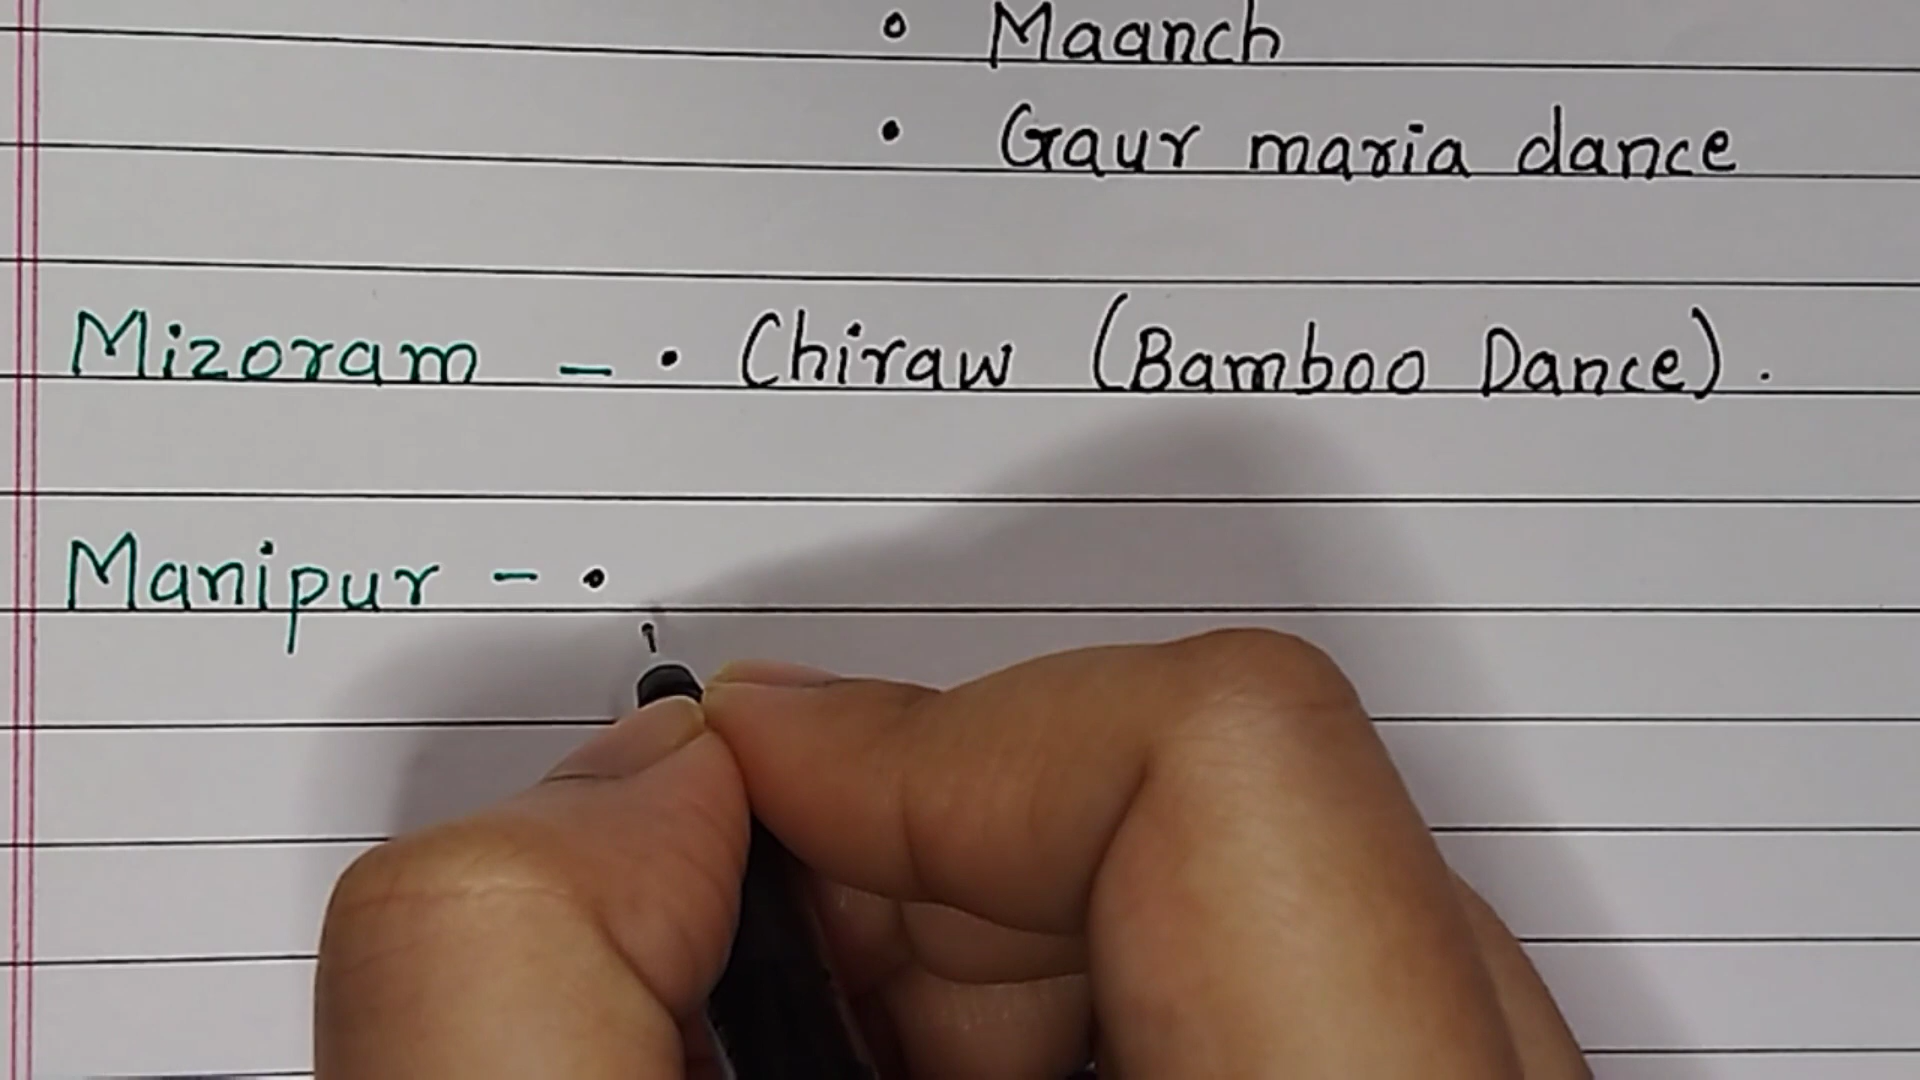 • Maanch
• Gaur maria dance
Mizoram - • Chiraw (Bamboo Dance).
Manipur - •